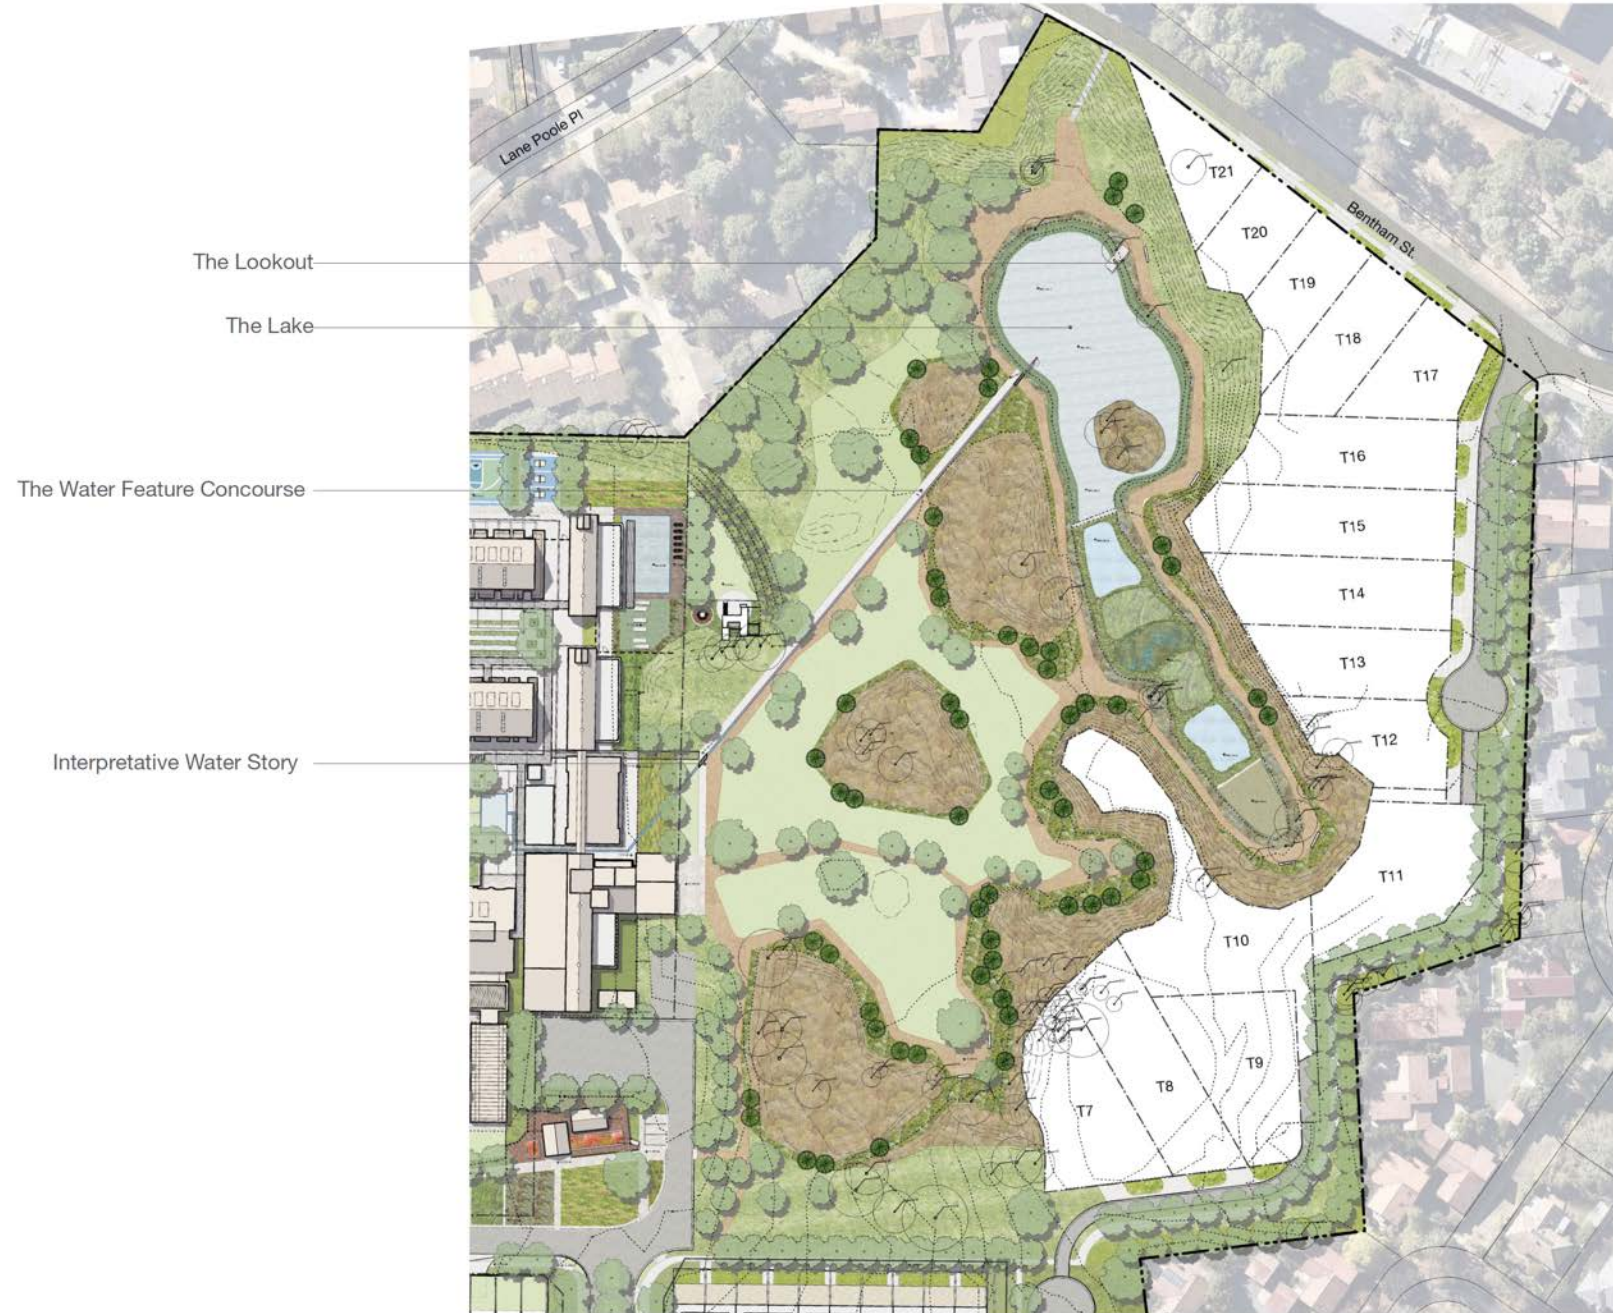 Lane Poole Pl
T21
The Lookout
T20
Bentham St.
T19
The Lake
T18
T17
T16
The Water Feature Concourse
T15
T14
T13
T12
Interpretative Water Story
T11
T10
T9
T8
T7